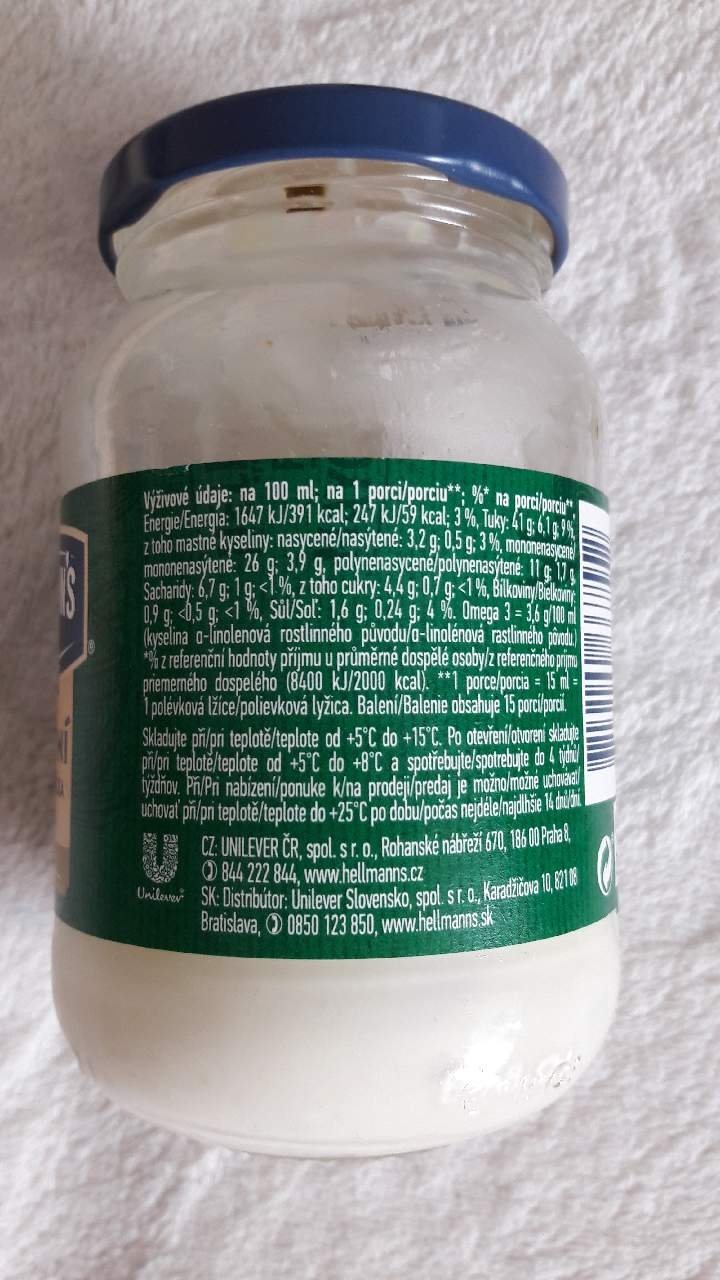 Výživové údaje: na 100 ml; na 1 porci/porciu**; %* na porci/porciu**
Energie/Energia: 1647 kJ/391 kcal; 247 kJ/59 kcal; 3 %, Tuky: 41 g; 6,1 g; 9 %,
z toho mastné kyseliny: nasycené/nasýtené: 3,2 g; 0,5 g; 3 %, mononenasycené/
mononenasýtené: 26 g; 3,9 g, polynenasycené/polynenasýtené: 11 g; 1,7 g,
Sacharidy: 6,7 g; 1 g; <1 %, z toho cukry: 4,4 g; 0,7 g; <1 %, Bílkoviny/Bielkoviny:
0,9 g; <0,5 g; <1 %, Sůl/Soľ: 1,6 g; 0,24 g; 4 %. Omega 3 = 3,6 g/100 ml
(kyselina α-linolenová rostlinného původu/α-linolénová rastlinného pôvodu.)
*% z referenční hodnoty příjmu u průměrné dospělé osoby/z referenčného príjmu
priemerného dospelého (8400 kJ/2000 kcal). **1 porce/porcia = 15 ml =
1 polévková lžíce/polievková lyžica. Balení/Balenie obsahuje 15 porcí/porcií.
Skladujte při/pri teplotě/teplote od +5°C do +15°C. Po otevření/otvorení skladujte
při/pri teplotě/teplote od +5°C do +8°C a spotřebujte/spotrebujte do 4 týdnů/
týždňov. Při/Pri nabízení/ponuke k/na prodeji/predaj je možno/možné uchovávat/
uchovať při/pri teplotě/teplote do +25°C po dobu/počas nejdéle/najdlhšie 14 dnů/dní.
Unilever
CZ: UNILEVER ČR, spol. s r. o., Rohanské nábřeží 670, 186 00 Praha 8,
844 222 844, www.hellmanns.cz
SK: Distribútor: Unilever Slovensko, spol. s r. o., Karadžičova 10, 821 08
Bratislava, 0850 123 850, www.hellmanns.sk